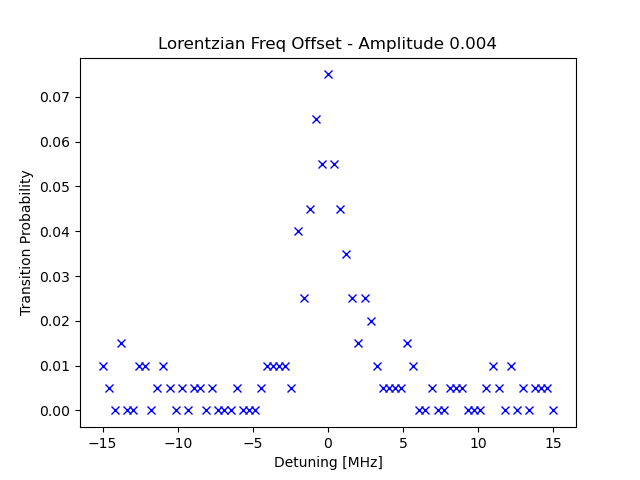 Lorentzian Freq Offset - Amplitude 0.004
Transition Probability
0.07
0.06
0.05
0.04
0.03
0.02
0.01
0.00
−15 −10 −5 0 5 10 15
Detuning [MHz]